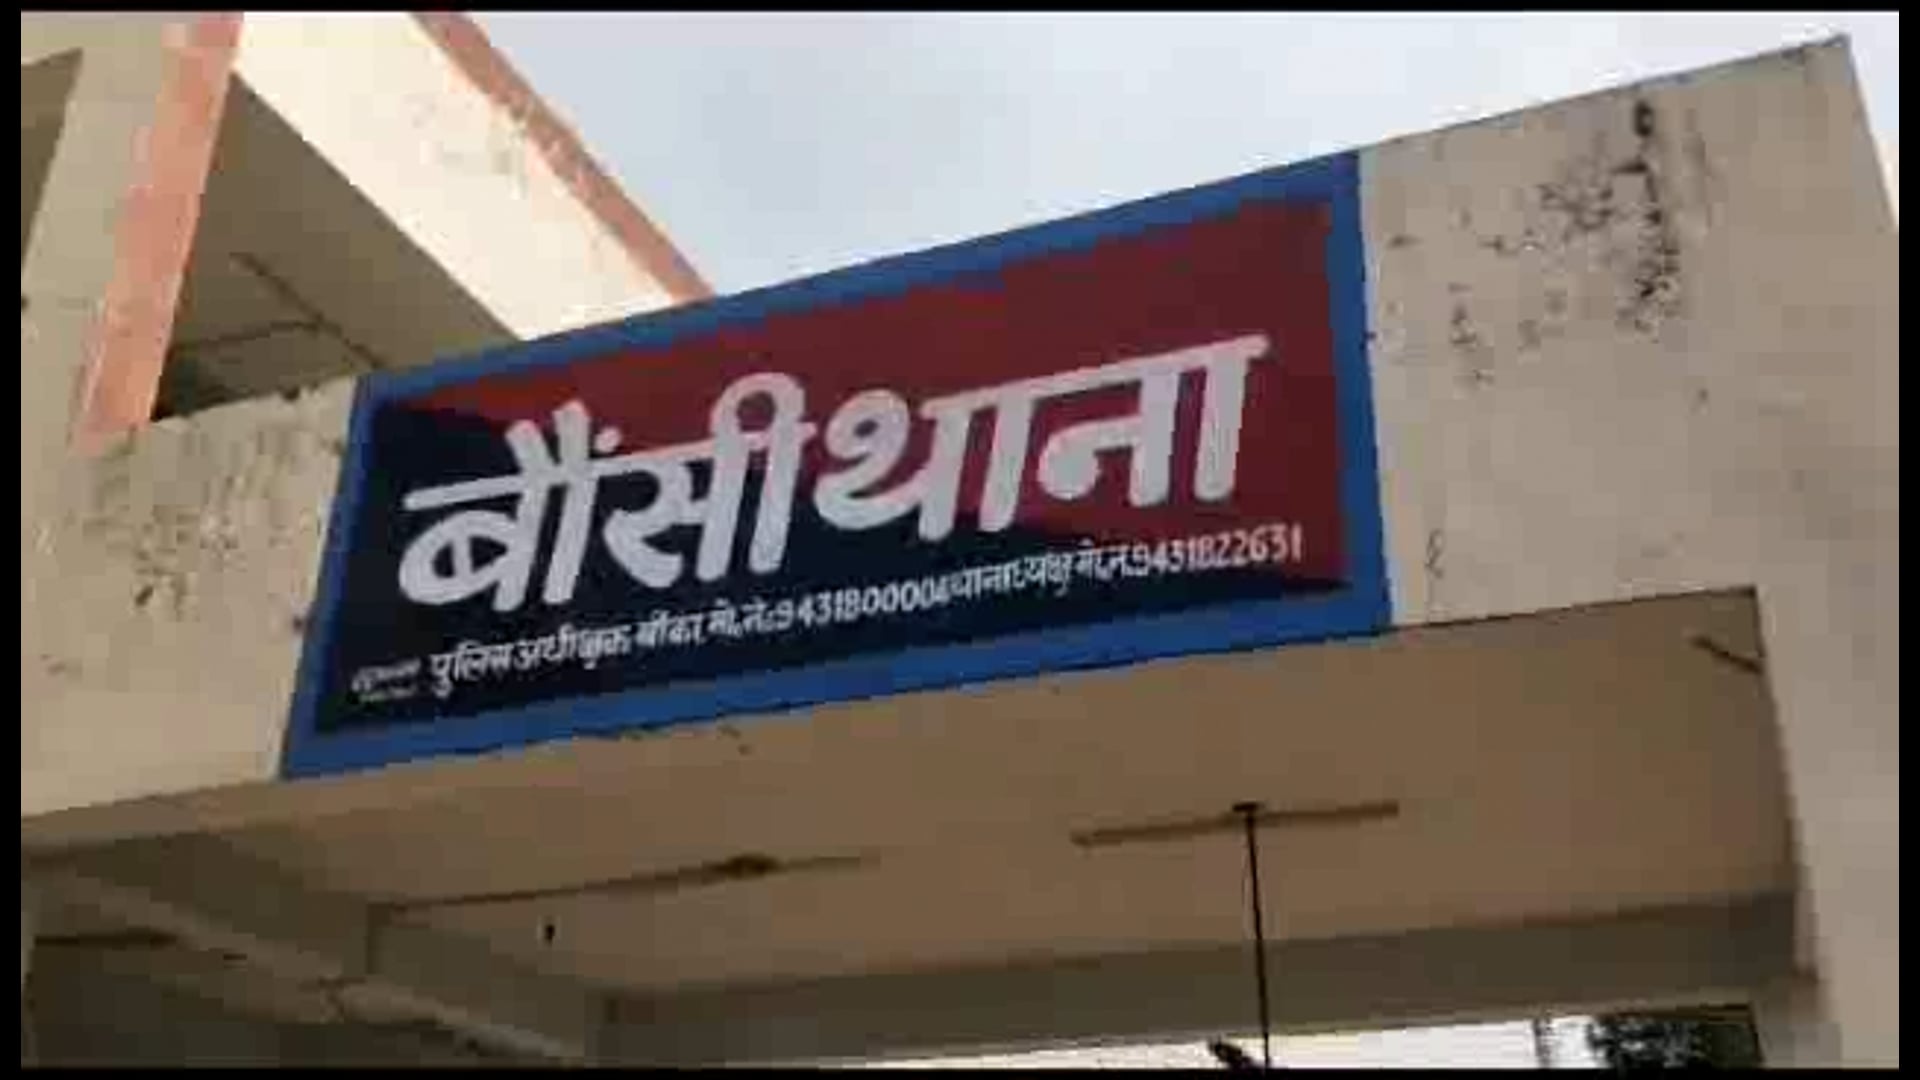 बौंसी थाना
पुलिस अधीक्षक बाँका मो.नं:9431800004 थानाध्यक्ष मो.न.9431822631